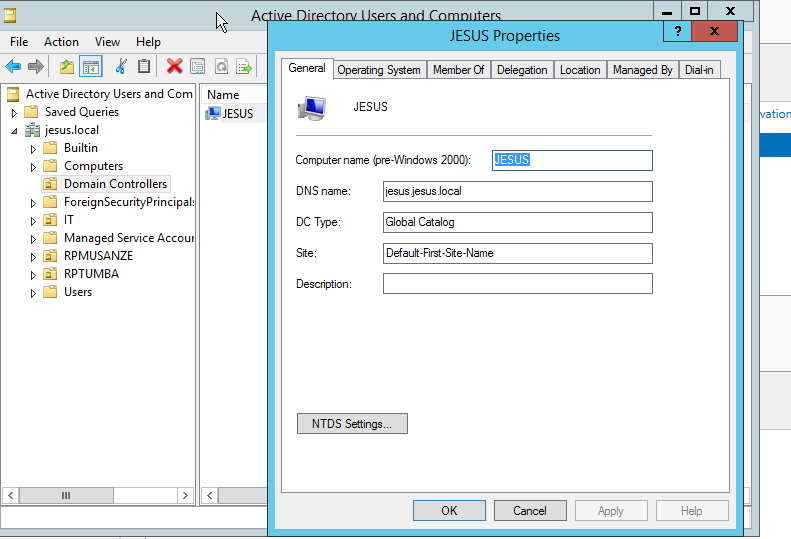 Active Directory Users and Computers
File Action View Help
Active Directory Users and Com
Saved Queries
jesus.local
Builtin
Computers
Domain Controllers
ForeignSecurityPrincipals
IT
Managed Service Accour
RPMUSANZE
RPTUMBA
Users
Name
JESUS
JESUS Properties
? X
General Operating System Member Of Delegation Location Managed By Dial-in
JESUS
Computer name (pre-Windows 2000): JESUS
DNS name: jesus.jesus.local
DC Type: Global Catalog
Site: Default-First-Site-Name
Description:
NTDS Settings...
OK Cancel Apply Help
vation